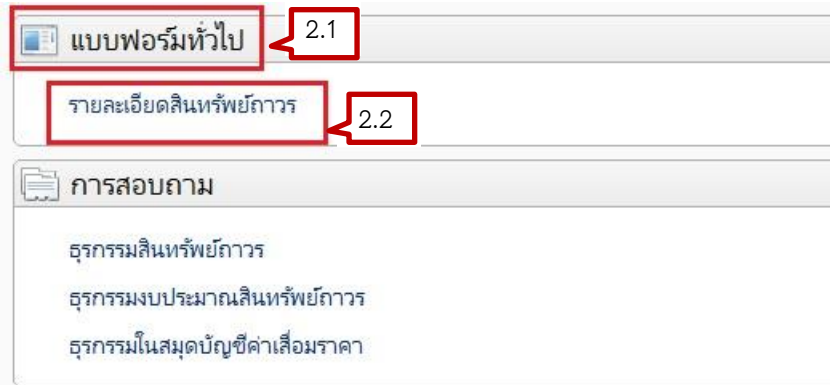 แบบฟอร์มทั่วไป
2.1
รายละเอียดสินทรัพย์ถาวร
2.2
การสอบถาม
ธุรกรรมสินทรัพย์ถาวร
ธุรกรรมงบประมาณสินทรัพย์ถาวร
ธุรกรรมในสมุดบัญชีค่าเสื่อมราคา